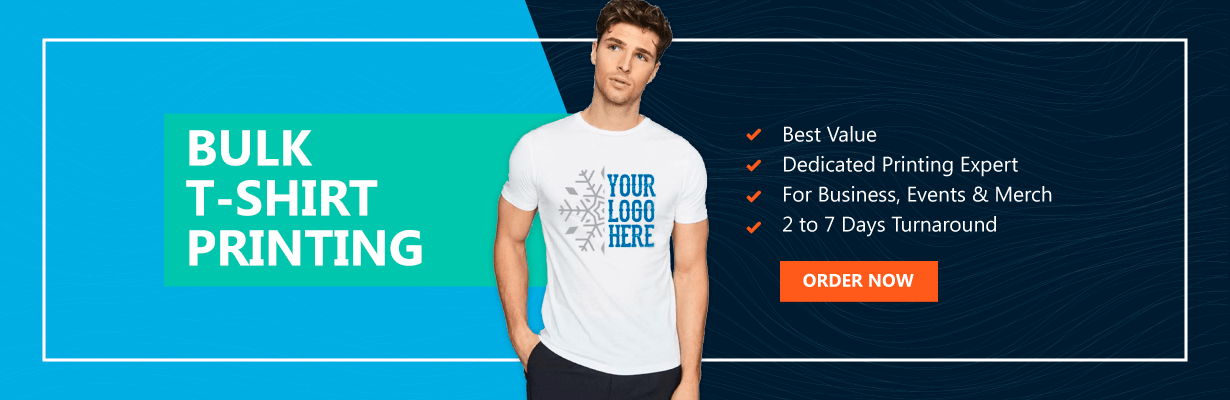 BULK
T-SHIRT
PRINTING
YOUR
LOGO
HERE
Best Value
Dedicated Printing Expert
For Business, Events & Merch
2 to 7 Days Turnaround
ORDER NOW